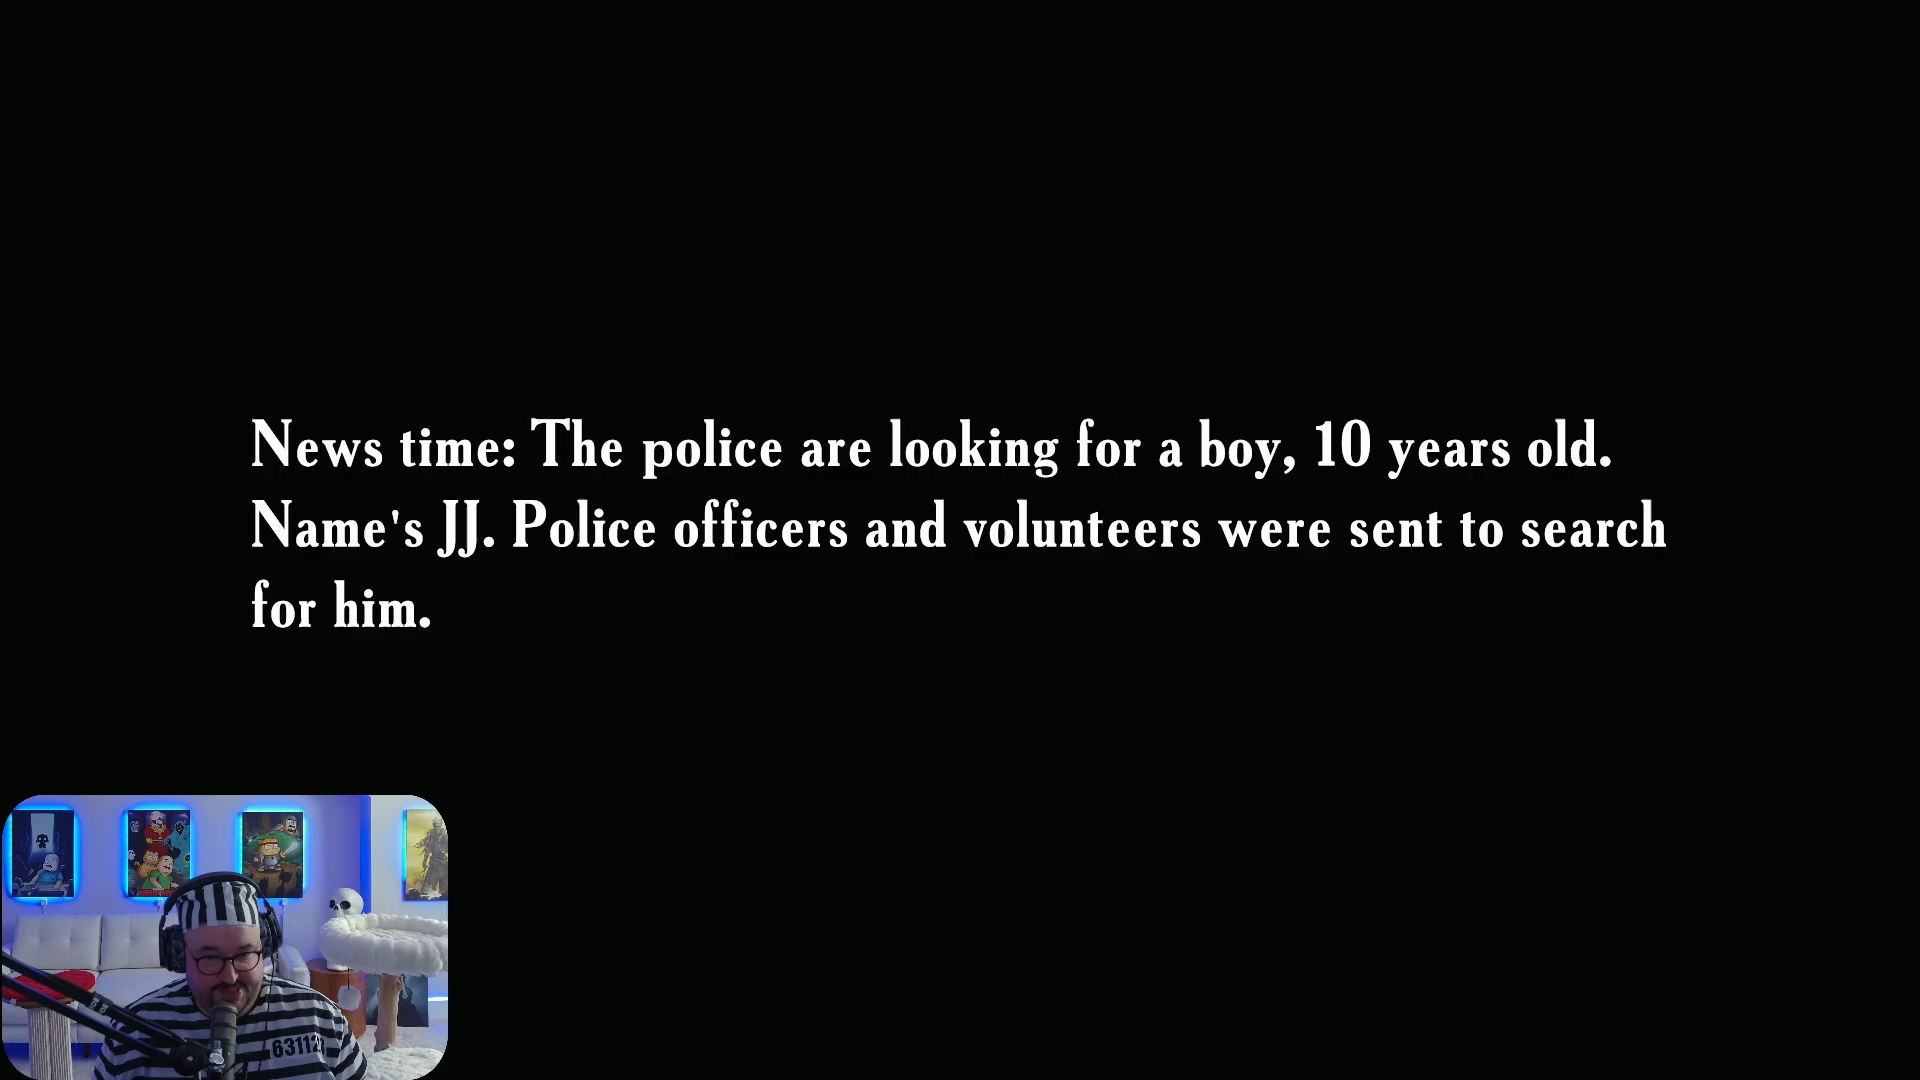 News time: The police are looking for a boy, 10 years old.
Name's JJ. Police officers and volunteers were sent to search
for him.